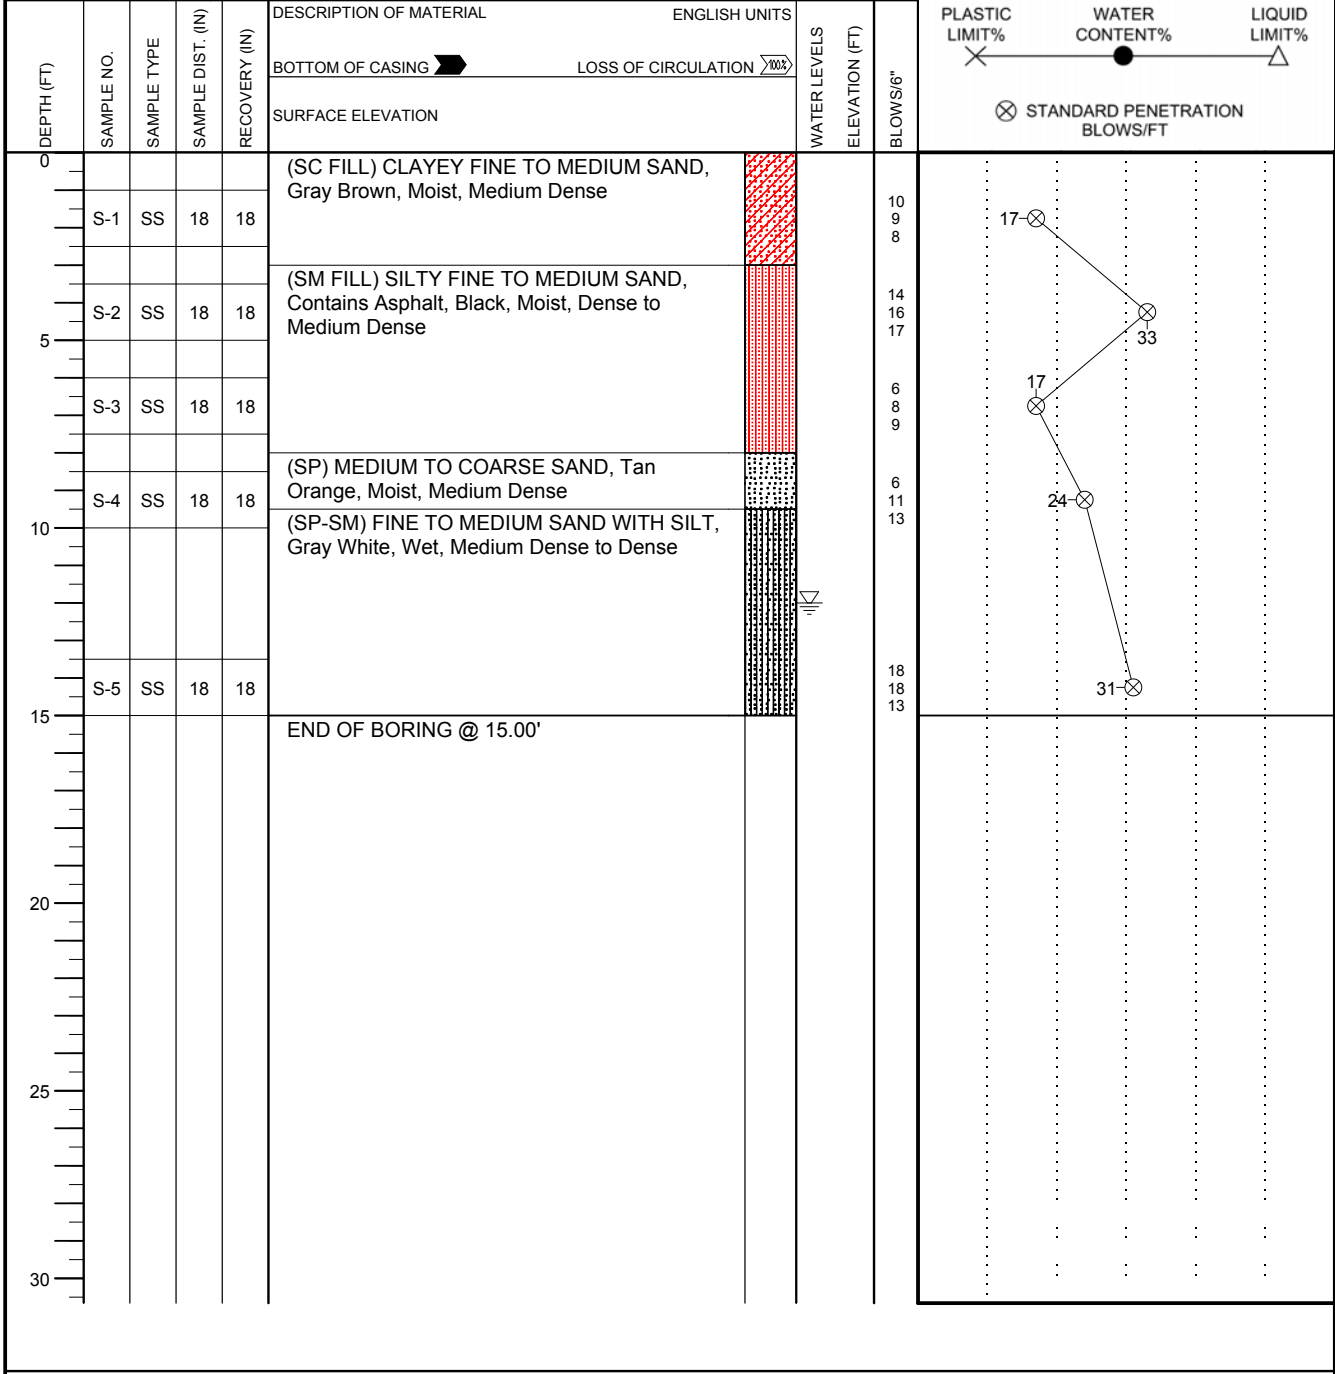 DEPTH (FT)
SAMPLE NO.
SAMPLE TYPE
SAMPLE DIST. (IN)
RECOVERY (IN)
DESCRIPTION OF MATERIAL ENGLISH UNITS
BOTTOM OF CASING LOSS OF CIRCULATION 100%
SURFACE ELEVATION
WATER LEVELS
ELEVATION (FT)
BLOWS/6"
PLASTIC LIMIT%
WATER CONTENT%
LIQUID LIMIT%
STANDARD PENETRATION
BLOWS/FT
0
(SC FILL) CLAYEY FINE TO MEDIUM SAND,
Gray Brown, Moist, Medium Dense
S-1 SS 18 18
10
9
8
17
(SM FILL) SILTY FINE TO MEDIUM SAND,
Contains Asphalt, Black, Moist, Dense to
Medium Dense
S-2 SS 18 18
14
16
17
33
5
S-3 SS 18 18
6
8
9
17
(SP) MEDIUM TO COARSE SAND, Tan
Orange, Moist, Medium Dense
S-4 SS 18 18
6
11
13
24
(SP-SM) FINE TO MEDIUM SAND WITH SILT,
Gray White, Wet, Medium Dense to Dense
10
S-5 SS 18 18
18
18
13
31
15
END OF BORING @ 15.00'
20
25
30